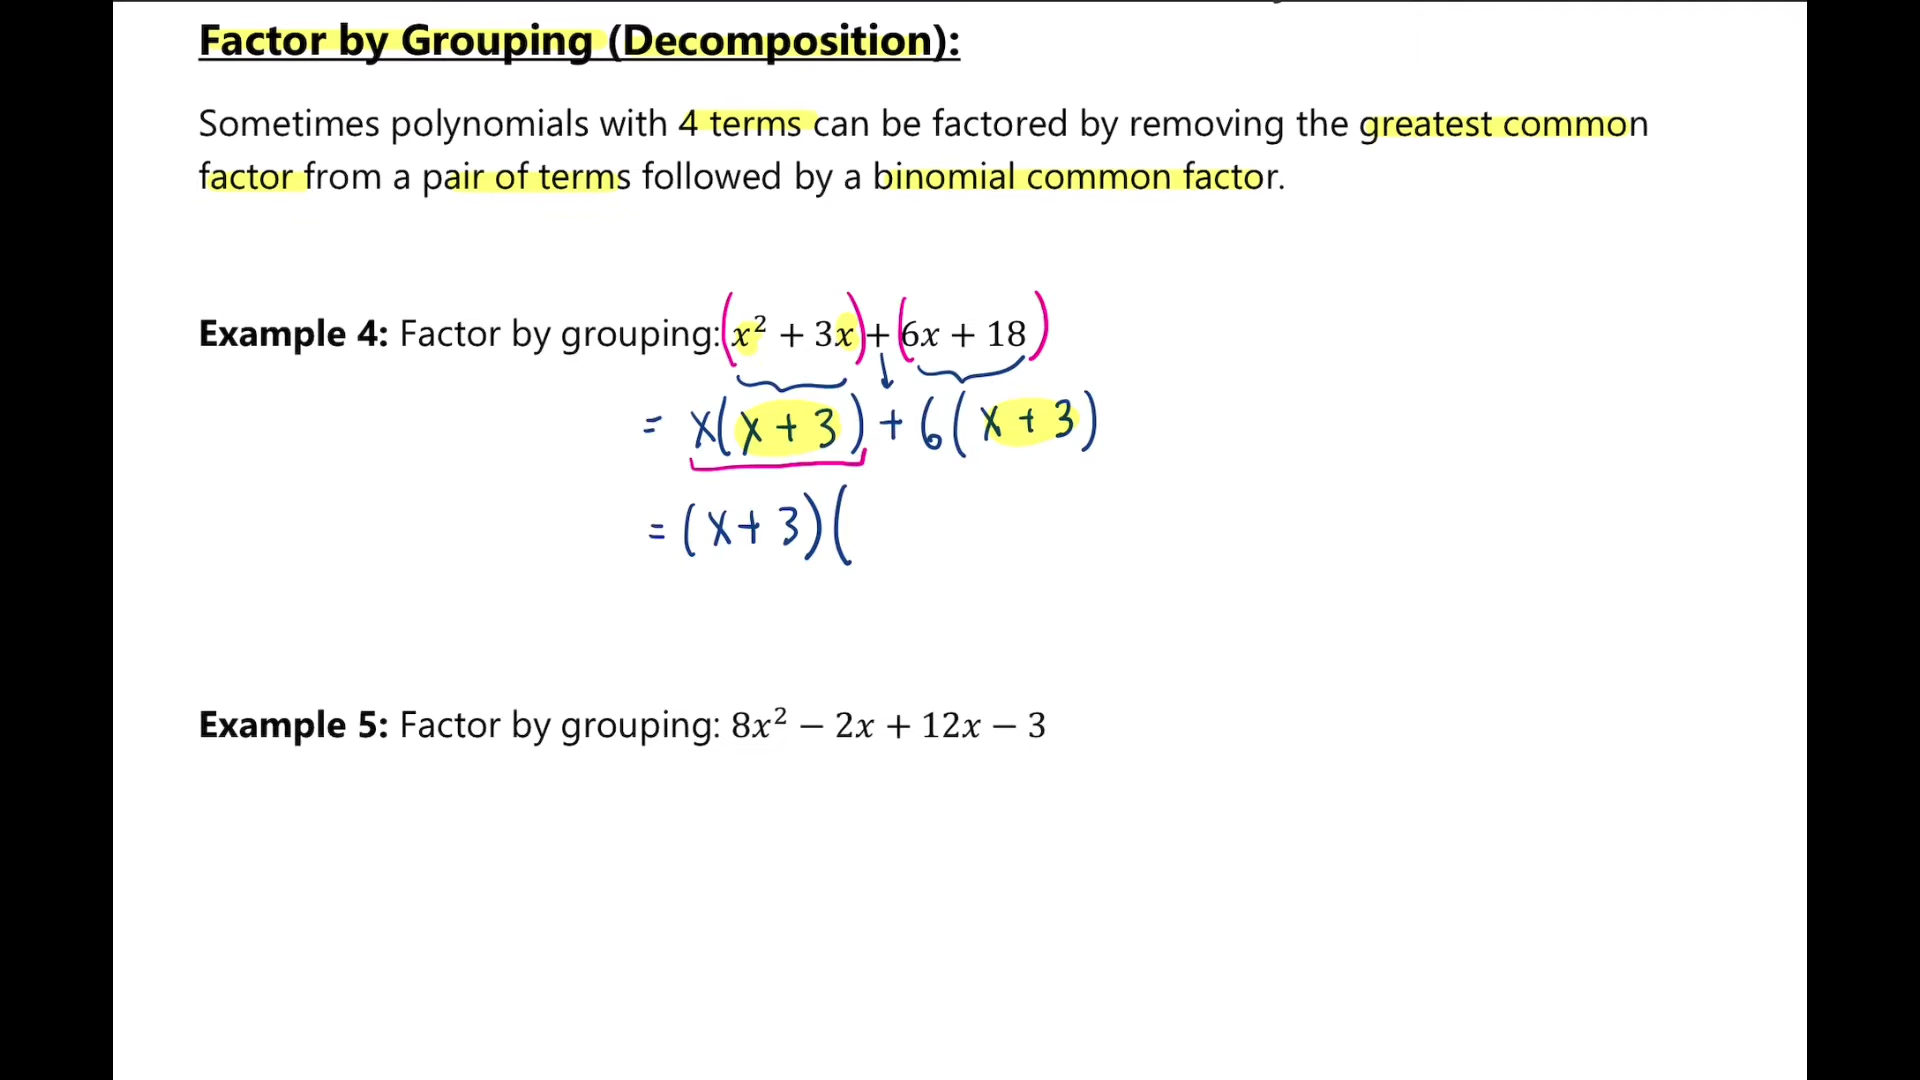 Factor by Grouping (Decomposition):
Sometimes polynomials with 4 terms can be factored by removing the greatest common
factor from a pair of terms followed by a binomial common factor.
Example 4: Factor by grouping: (x² + 3x) + (6x + 18)
= x(x + 3) + 6(x + 3)
= (x + 3)(
Example 5: Factor by grouping: 8x² − 2x + 12x − 3